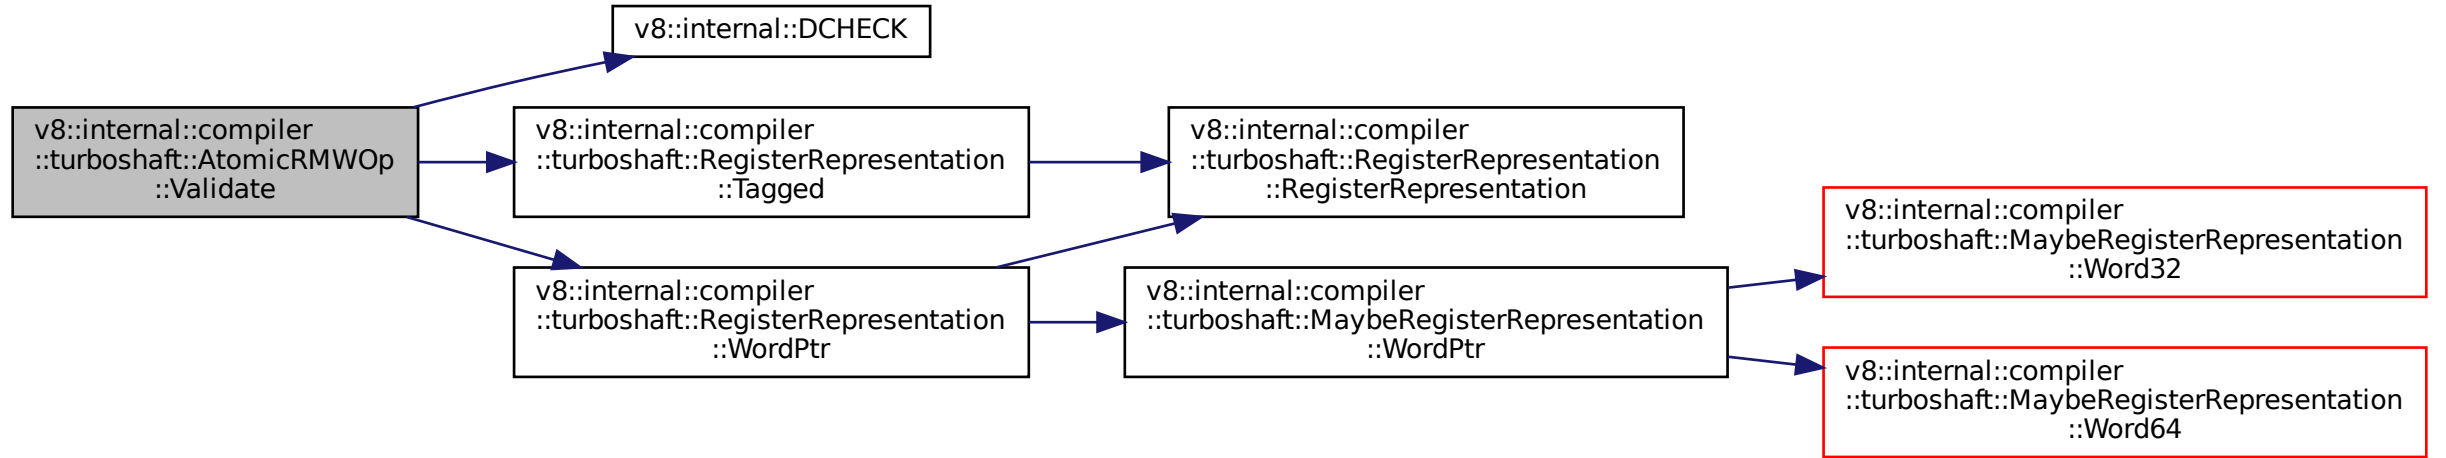 v8::internal::DCHECK
v8::internal::compiler
::turboshaft::AtomicRMWOp
::Validate
v8::internal::compiler
::turboshaft::RegisterRepresentation
::Tagged
v8::internal::compiler
::turboshaft::RegisterRepresentation
::RegisterRepresentation
v8::internal::compiler
::turboshaft::RegisterRepresentation
::WordPtr
v8::internal::compiler
::turboshaft::MaybeRegisterRepresentation
::WordPtr
v8::internal::compiler
::turboshaft::MaybeRegisterRepresentation
::Word32
v8::internal::compiler
::turboshaft::MaybeRegisterRepresentation
::Word64